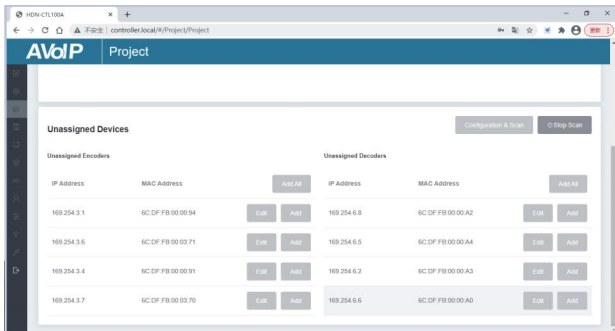 HDN-CTL100A
不安全 controller.local/#/Project/Project 更新
AVoIP Project
Unassigned Devices Configuration & Scan Stop Scan
Unassigned Encoders Unassigned Decoders
IP Address MAC Address Add All IP Address MAC Address Add All
169.254.3.1 6C:DF:FB:00:00:94 Edit Add 169.254.6.8 6C:DF:FB:00:00:A2 Edit Add
169.254.3.6 6C:DF:FB:00:03:71 Edit Add 169.254.6.5 6C:DF:FB:00:00:A4 Edit Add
169.254.3.4 6C:DF:FB:00:00:91 Edit Add 169.254.6.2 6C:DF:FB:00:00:A3 Edit Add
169.254.3.7 6C:DF:FB:00:03:70 Edit Add 169.254.6.6 6C:DF:FB:00:00:A0 Edit Add